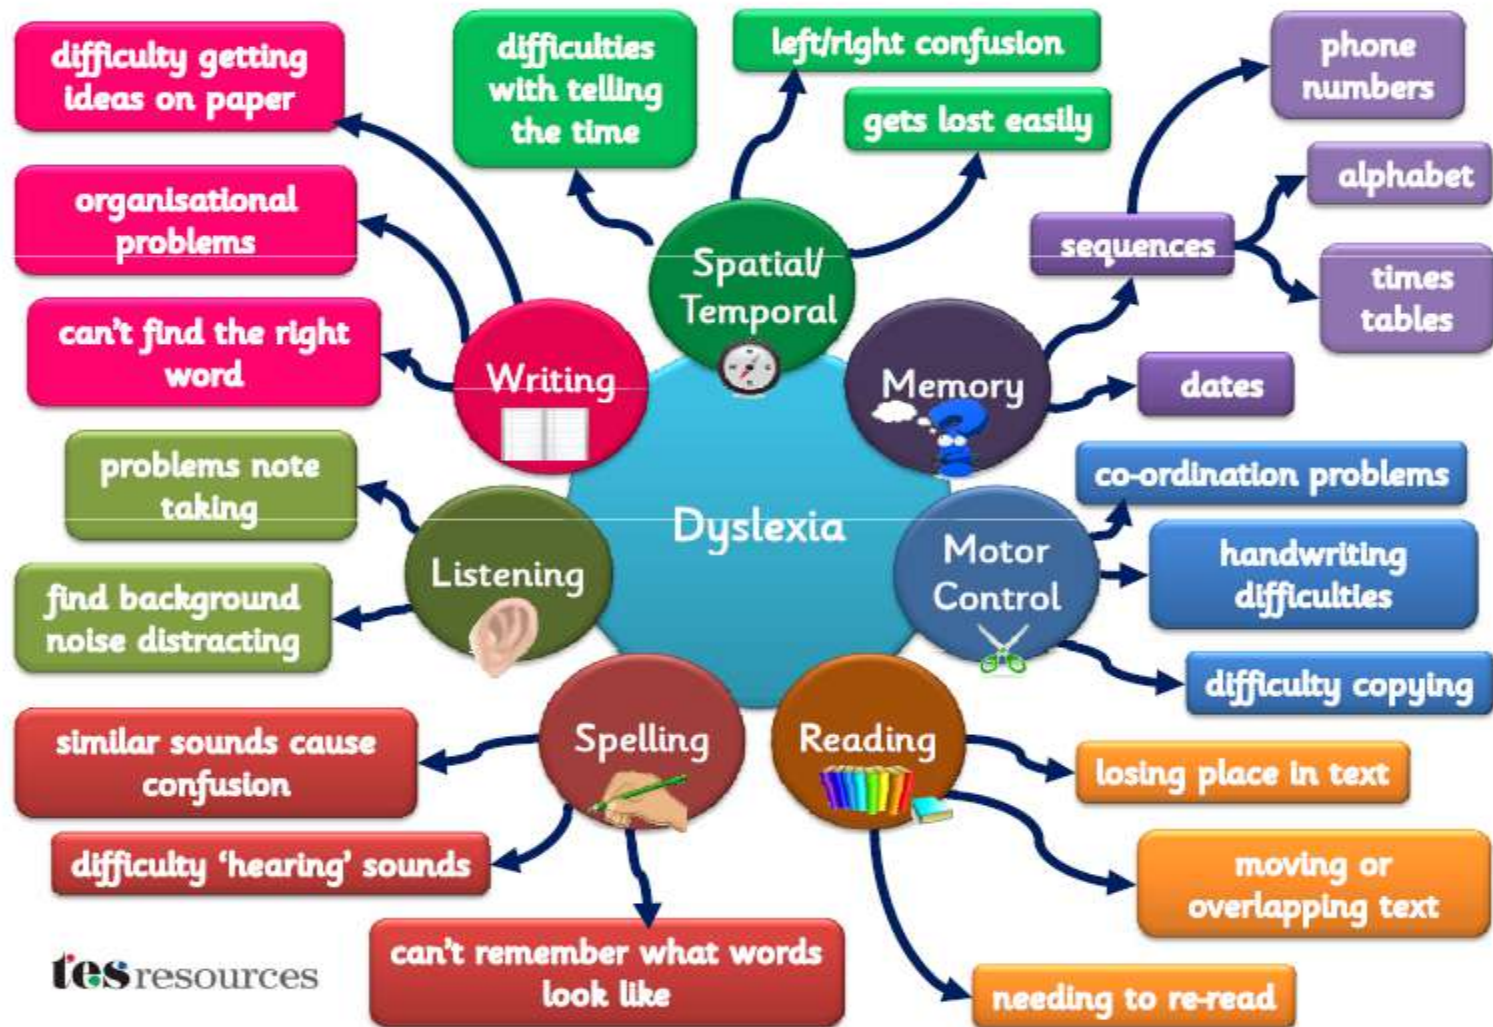 difficulty getting
ideas on paper
organisational
problems
can't find the right
word
Writing
difficulties
with telling
the time
left/right confusion
gets lost easily
Spatial/
Temporal
phone
numbers
alphabet
sequences
times
tables
Memory
dates
Dyslexia
problems note
taking
find background
noise distracting
Listening
co-ordination problems
Motor
Control
handwriting
difficulties
difficulty copying
similar sounds cause
confusion
Spelling
difficulty 'hearing' sounds
can't remember what words
look like
Reading
losing place in text
moving or
overlapping text
needing to re-read
tes resources